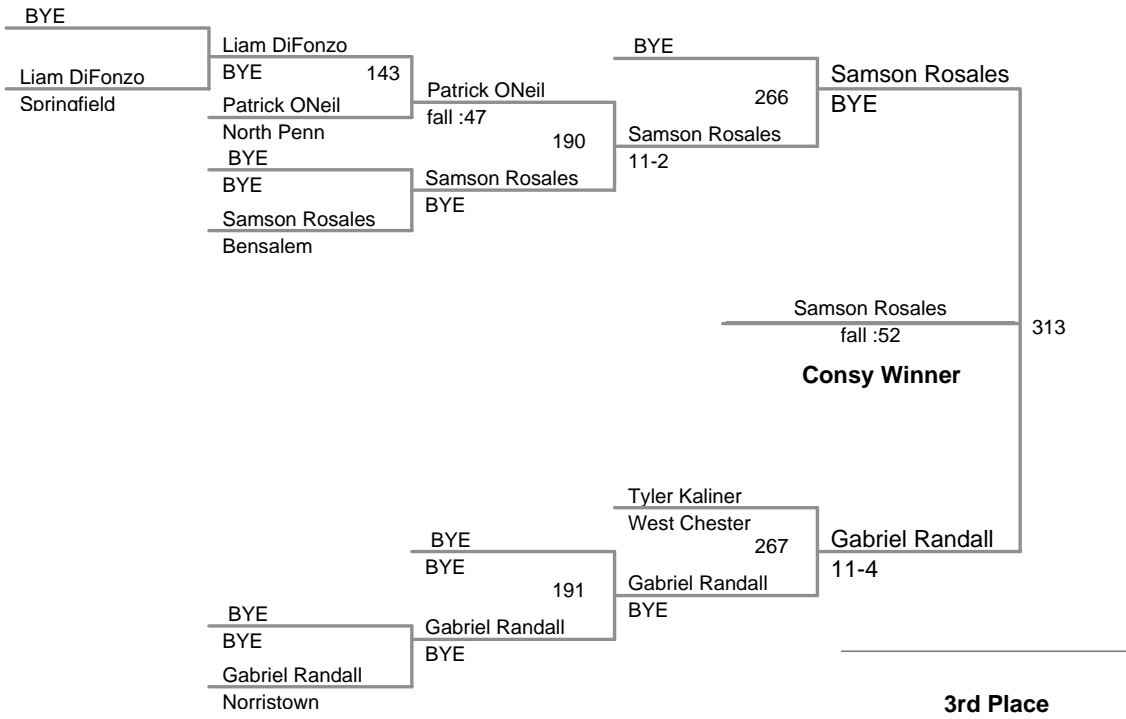 BYE
Liam DiFonzo
Springfield
Liam DiFonzo
BYE
143
Patrick ONeil
North Penn
BYE
BYE
Samson Rosales
Bensalem
Patrick ONeil
fall :47
190
Samson Rosales
BYE
BYE
266
Samson Rosales
11-2
Samson Rosales
BYE
Samson Rosales
fall :52
313
Consy Winner
Tyler Kaliner
West Chester
267
Gabriel Randall
11-4
BYE
BYE
191
Gabriel Randall
BYE
BYE
BYE
Gabriel Randall
BYE
Gabriel Randall
Norristown
3rd Place